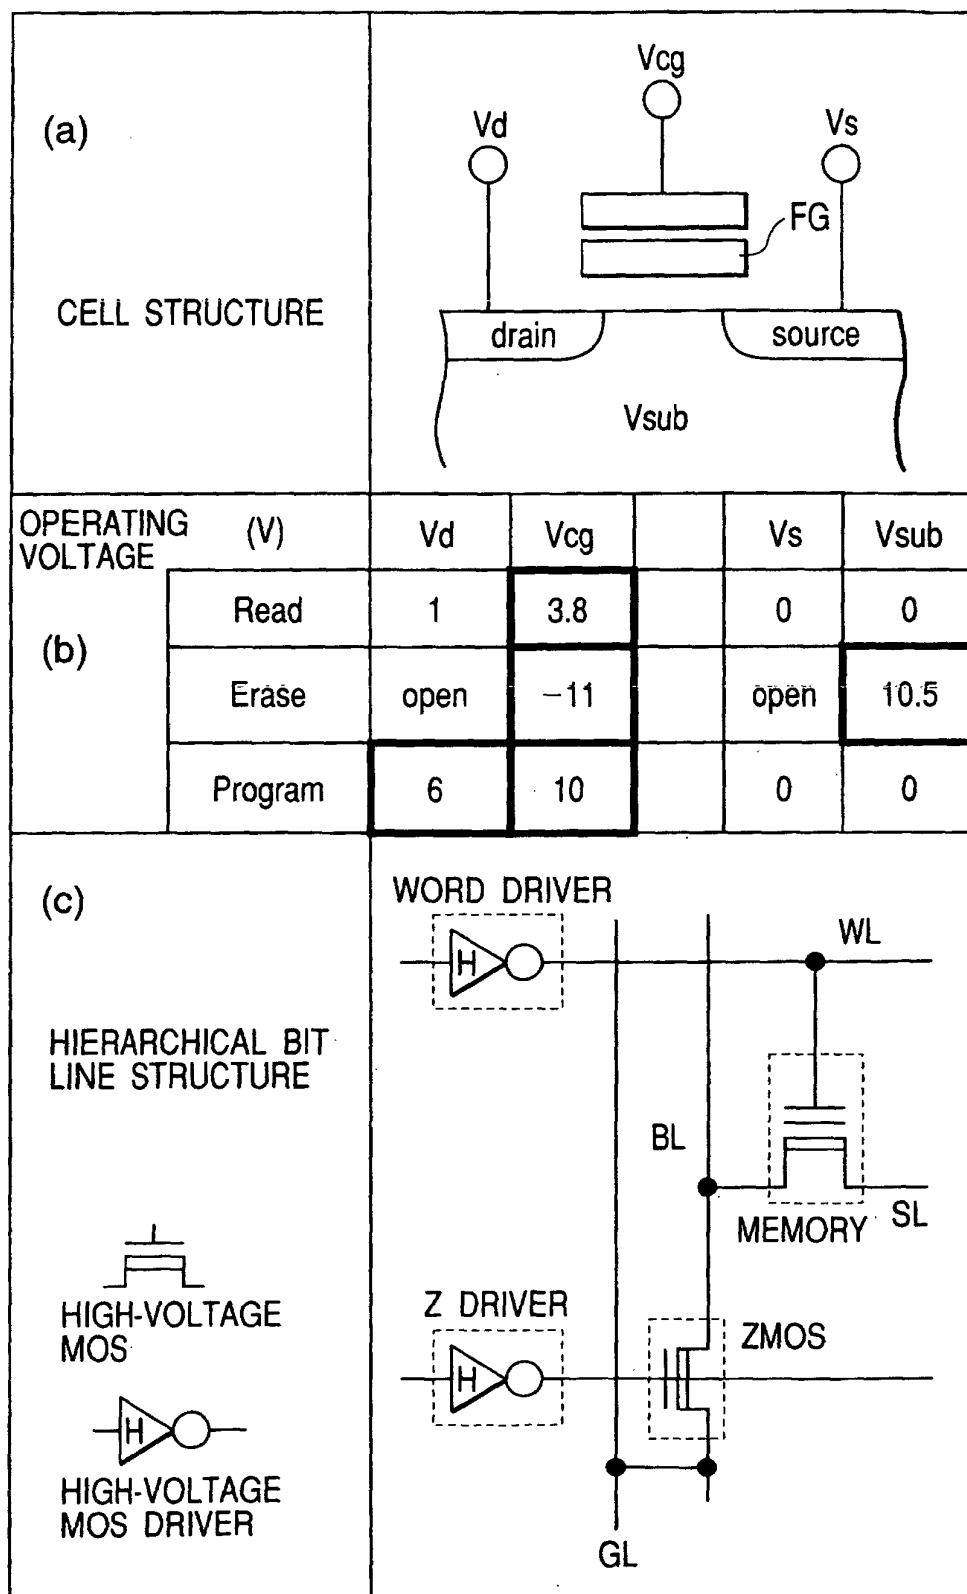 (a)
CELL STRUCTURE
Vcg
Vd
Vs
FG
drain
source
Vsub
OPERATING
VOLTAGE
(V) Vd Vcg Vs Vsub
(b)
Read 1 3.8 0 0
Erase open −11 open 10.5
Program 6 10 0 0
(c)
HIERARCHICAL BIT
LINE STRUCTURE
HIGH-VOLTAGE
MOS
H
HIGH-VOLTAGE
MOS DRIVER
WORD DRIVER
H
WL
BL
MEMORY
SL
Z DRIVER
H
ZMOS
GL